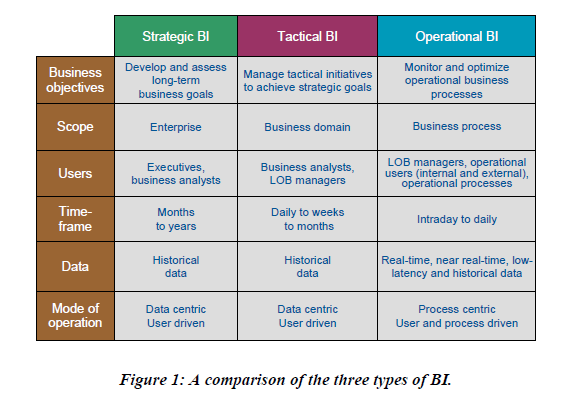 Strategic BI
Tactical BI
Operational BI
Business
objectives
Develop and assess
long-term
business goals
Manage tactical initiatives
to achieve strategic goals
Monitor and optimize
operational business
processes
Scope
Enterprise
Business domain
Business process
Users
Executives,
business analysts
Business analysts,
LOB managers
LOB managers, operational
users (internal and external),
operational processes
Time-
frame
Months
to years
Daily to weeks
to months
Intraday to daily
Data
Historical
data
Historical
data
Real-time, near real-time, low-
latency and historical data
Mode of
operation
Data centric
User driven
Data centric
User driven
Process centric
User and process driven
Figure 1: A comparison of the three types of BI.